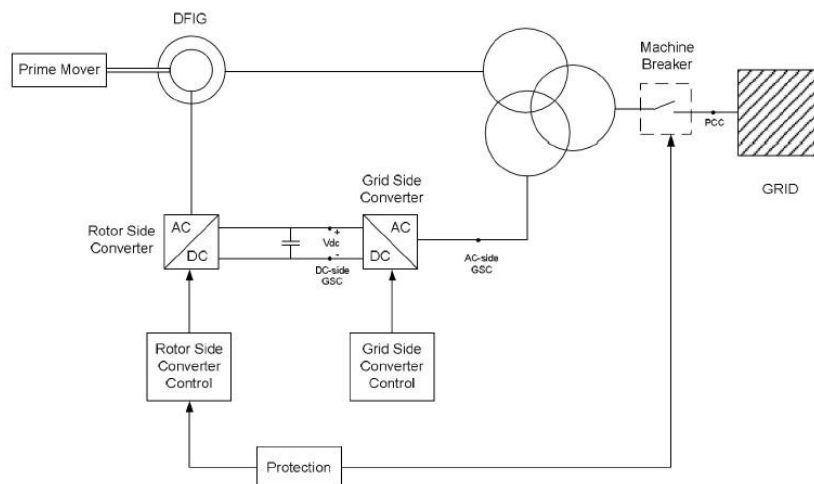 DFIG
Prime Mover
Machine
Breaker
PCC
GRID
Rotor Side
Converter
AC
DC
+
Vdc
-
DC-side
GSC
Grid Side
Converter
AC
DC
AC-side
GSC
Rotor Side
Converter
Control
Grid Side
Converter
Control
Protection